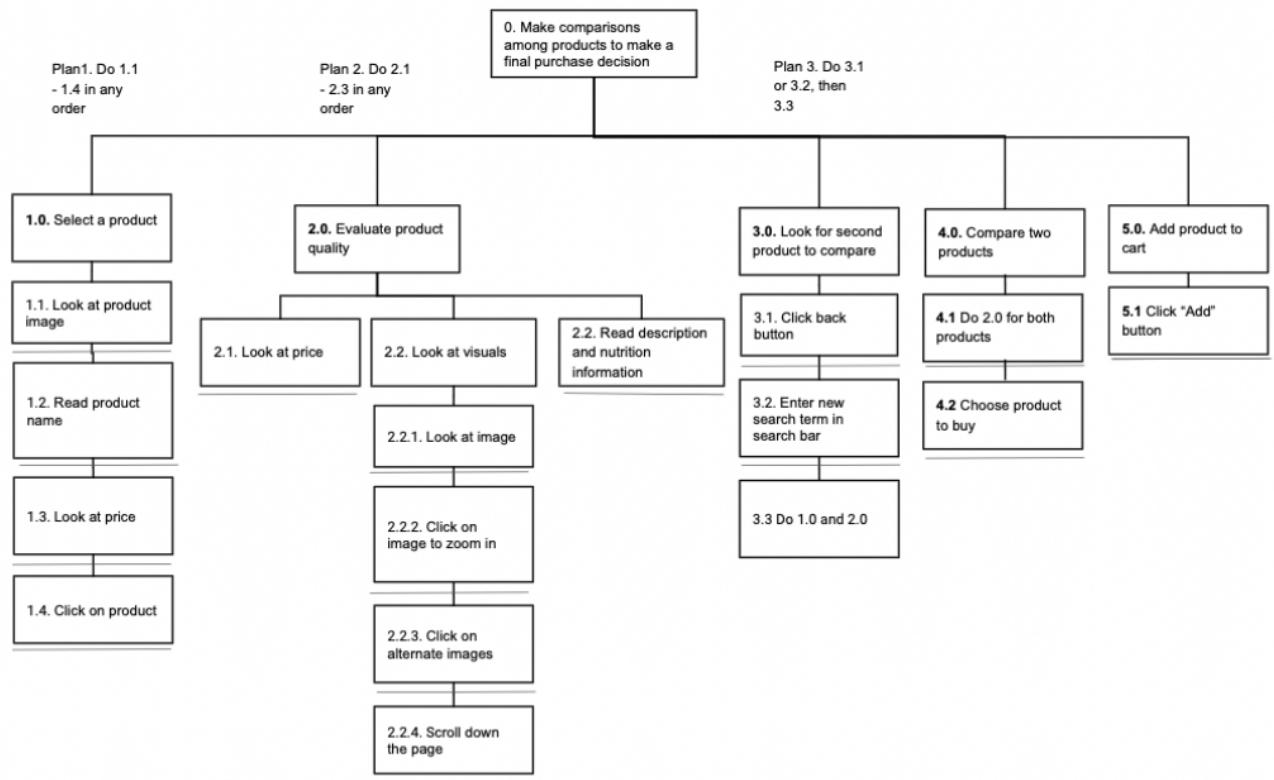 0. Make comparisons
among products to make a
final purchase decision
Plan1. Do 1.1
- 1.4 in any
order
Plan 2. Do 2.1
- 2.3 in any
order
Plan 3. Do 3.1
or 3.2, then
3.3
1.0. Select a product
1.1. Look at product
image
1.2. Read product
name
1.3. Look at price
1.4. Click on product
2.0. Evaluate product
quality
2.1. Look at price
2.2. Look at visuals
2.2.1. Look at image
2.2.2. Click on
image to zoom in
2.2.3. Click on
alternate images
2.2.4. Scroll down
the page
2.2. Read description
and nutrition
information
3.0. Look for second
product to compare
3.1. Click back
button
3.2. Enter new
search term in
search bar
3.3 Do 1.0 and 2.0
4.0. Compare two
products
4.1 Do 2.0 for both
products
4.2 Choose product
to buy
5.0. Add product to
cart
5.1 Click “Add”
button